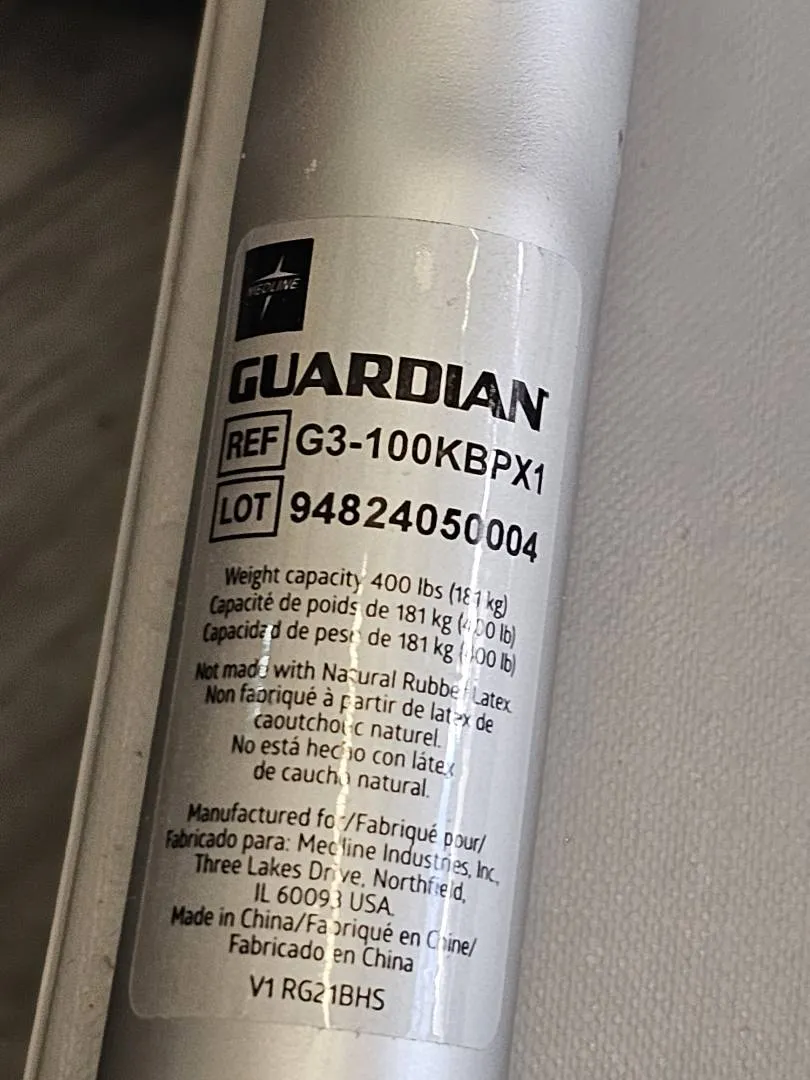 MEDLINE
GUARDIAN
REF G3-100KBPX1
LOT 94824050004
Weight capacity 400 lbs (181 kg)
Capacité de poids de 181 kg (400 lb)
Capacidad de peso de 181 kg (400 lb)
Not made with Natural Rubber Latex.
Non fabriqué à partir de latex de
caoutchouc naturel.
No está hecho con látex
de caucho natural.
Manufactured for/Fabriqué pour/
Fabricado para: Medline Industries, Inc.
Three Lakes Drive, Northfield,
IL 60093 USA.
Made in China/Fabriqué en Chine/
Fabricado en China
V1 RG21BHS